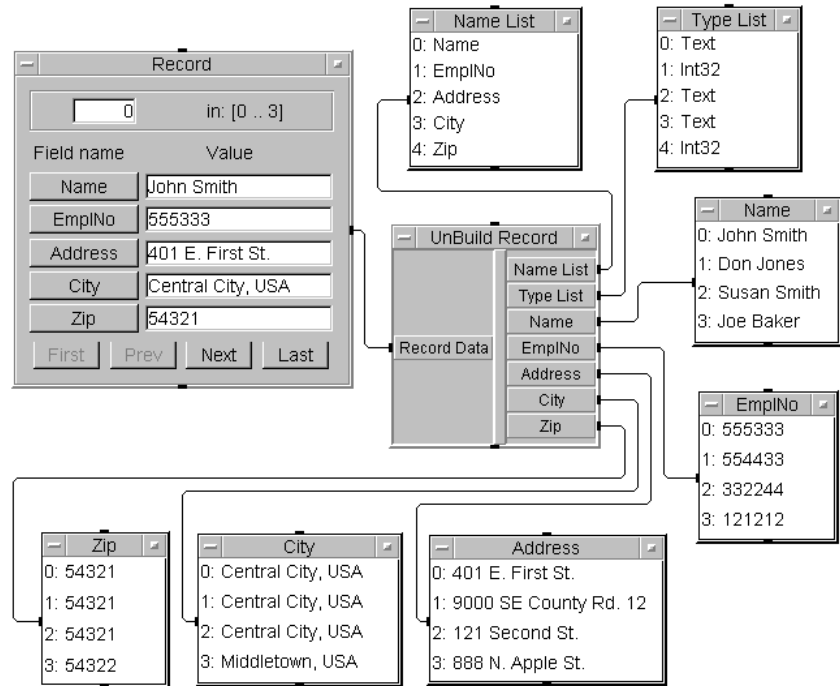 Name List
0: Name
1: EmplNo
2: Address
3: City
4: Zip
Type List
0: Text
1: Int32
2: Text
3: Text
4: Int32
Record
0 in: [0 .. 3]
Field name Value
Name John Smith
EmplNo 555333
Address 401 E. First St.
City Central City, USA
Zip 54321
First Prev Next Last
UnBuild Record
Record Data
Name List
Type List
Name
EmplNo
Address
City
Zip
Name
0: John Smith
1: Don Jones
2: Susan Smith
3: Joe Baker
EmplNo
0: 555333
1: 554433
2: 332244
3: 121212
Zip
0: 54321
1: 54321
2: 54321
3: 54322
City
0: Central City, USA
1: Central City, USA
2: Central City, USA
3: Middletown, USA
Address
0: 401 E. First St.
1: 9000 SE County Rd. 12
2: 121 Second St.
3: 888 N. Apple St.